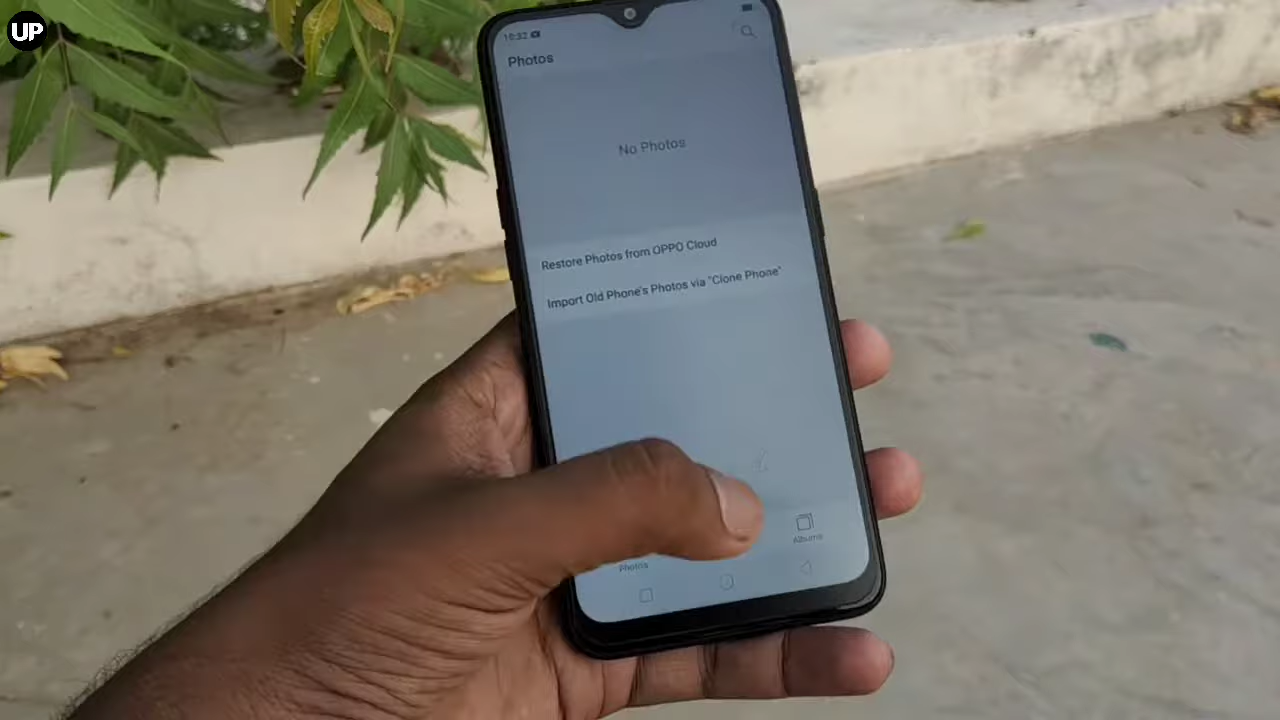 UP
10:32
Photos
No Photos
Restore Photos from OPPO Cloud
Import Old Phone's Photos via "Clone Phone"
Albums
Photos